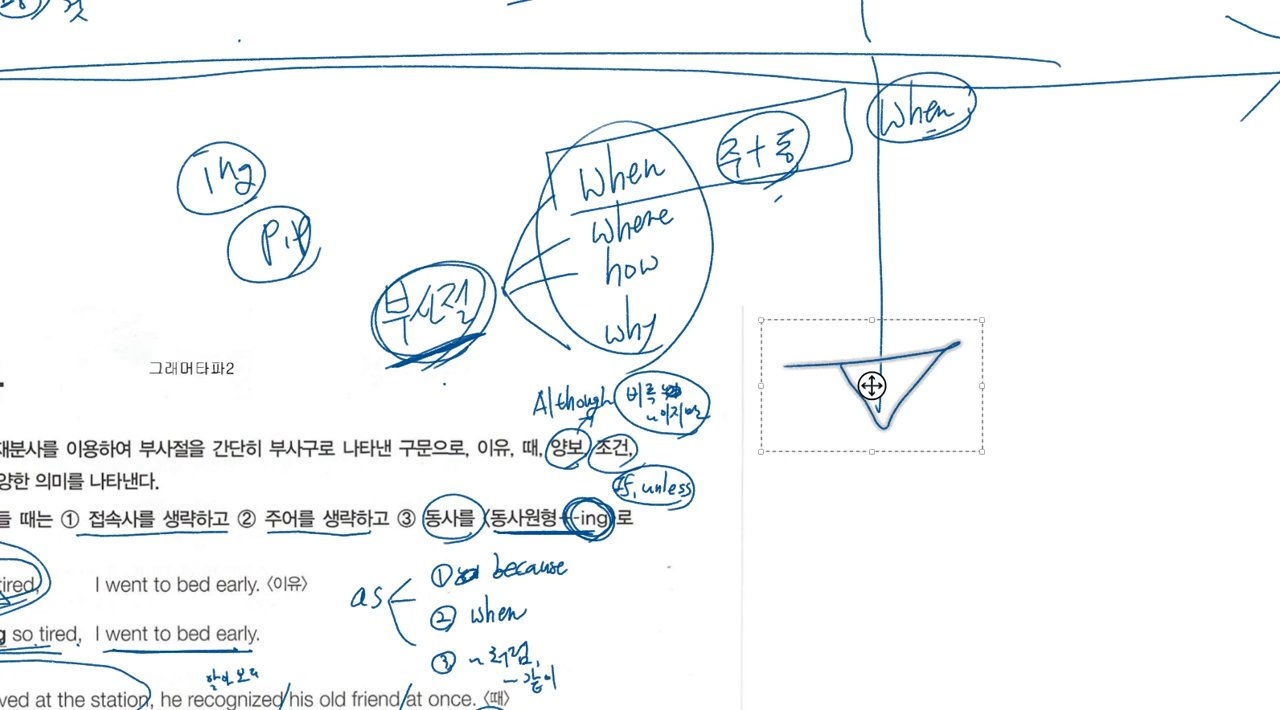 것
when
주+동
when
ing
where
p.p
how
부사절
why
그래머타파2
Although
비록
~이지만
재분사를 이용하여 부사절을 간단히 부사구로 나타낸 구문으로, 이유, 때, 양보, 조건,
양한 의미를 나타낸다.
If, unless
들 때는 ① 접속사를 생략하고 ② 주어를 생략하고 ③ 동사를 〈동사원형+-ing〉로
① because
tired, I went to bed early. 〈이유〉
as
② when
g so tired, I went to bed early.
③ ~처럼,
~같이
알아보다
ved at the station, he recognized/his old friend/at once. 〈때〉